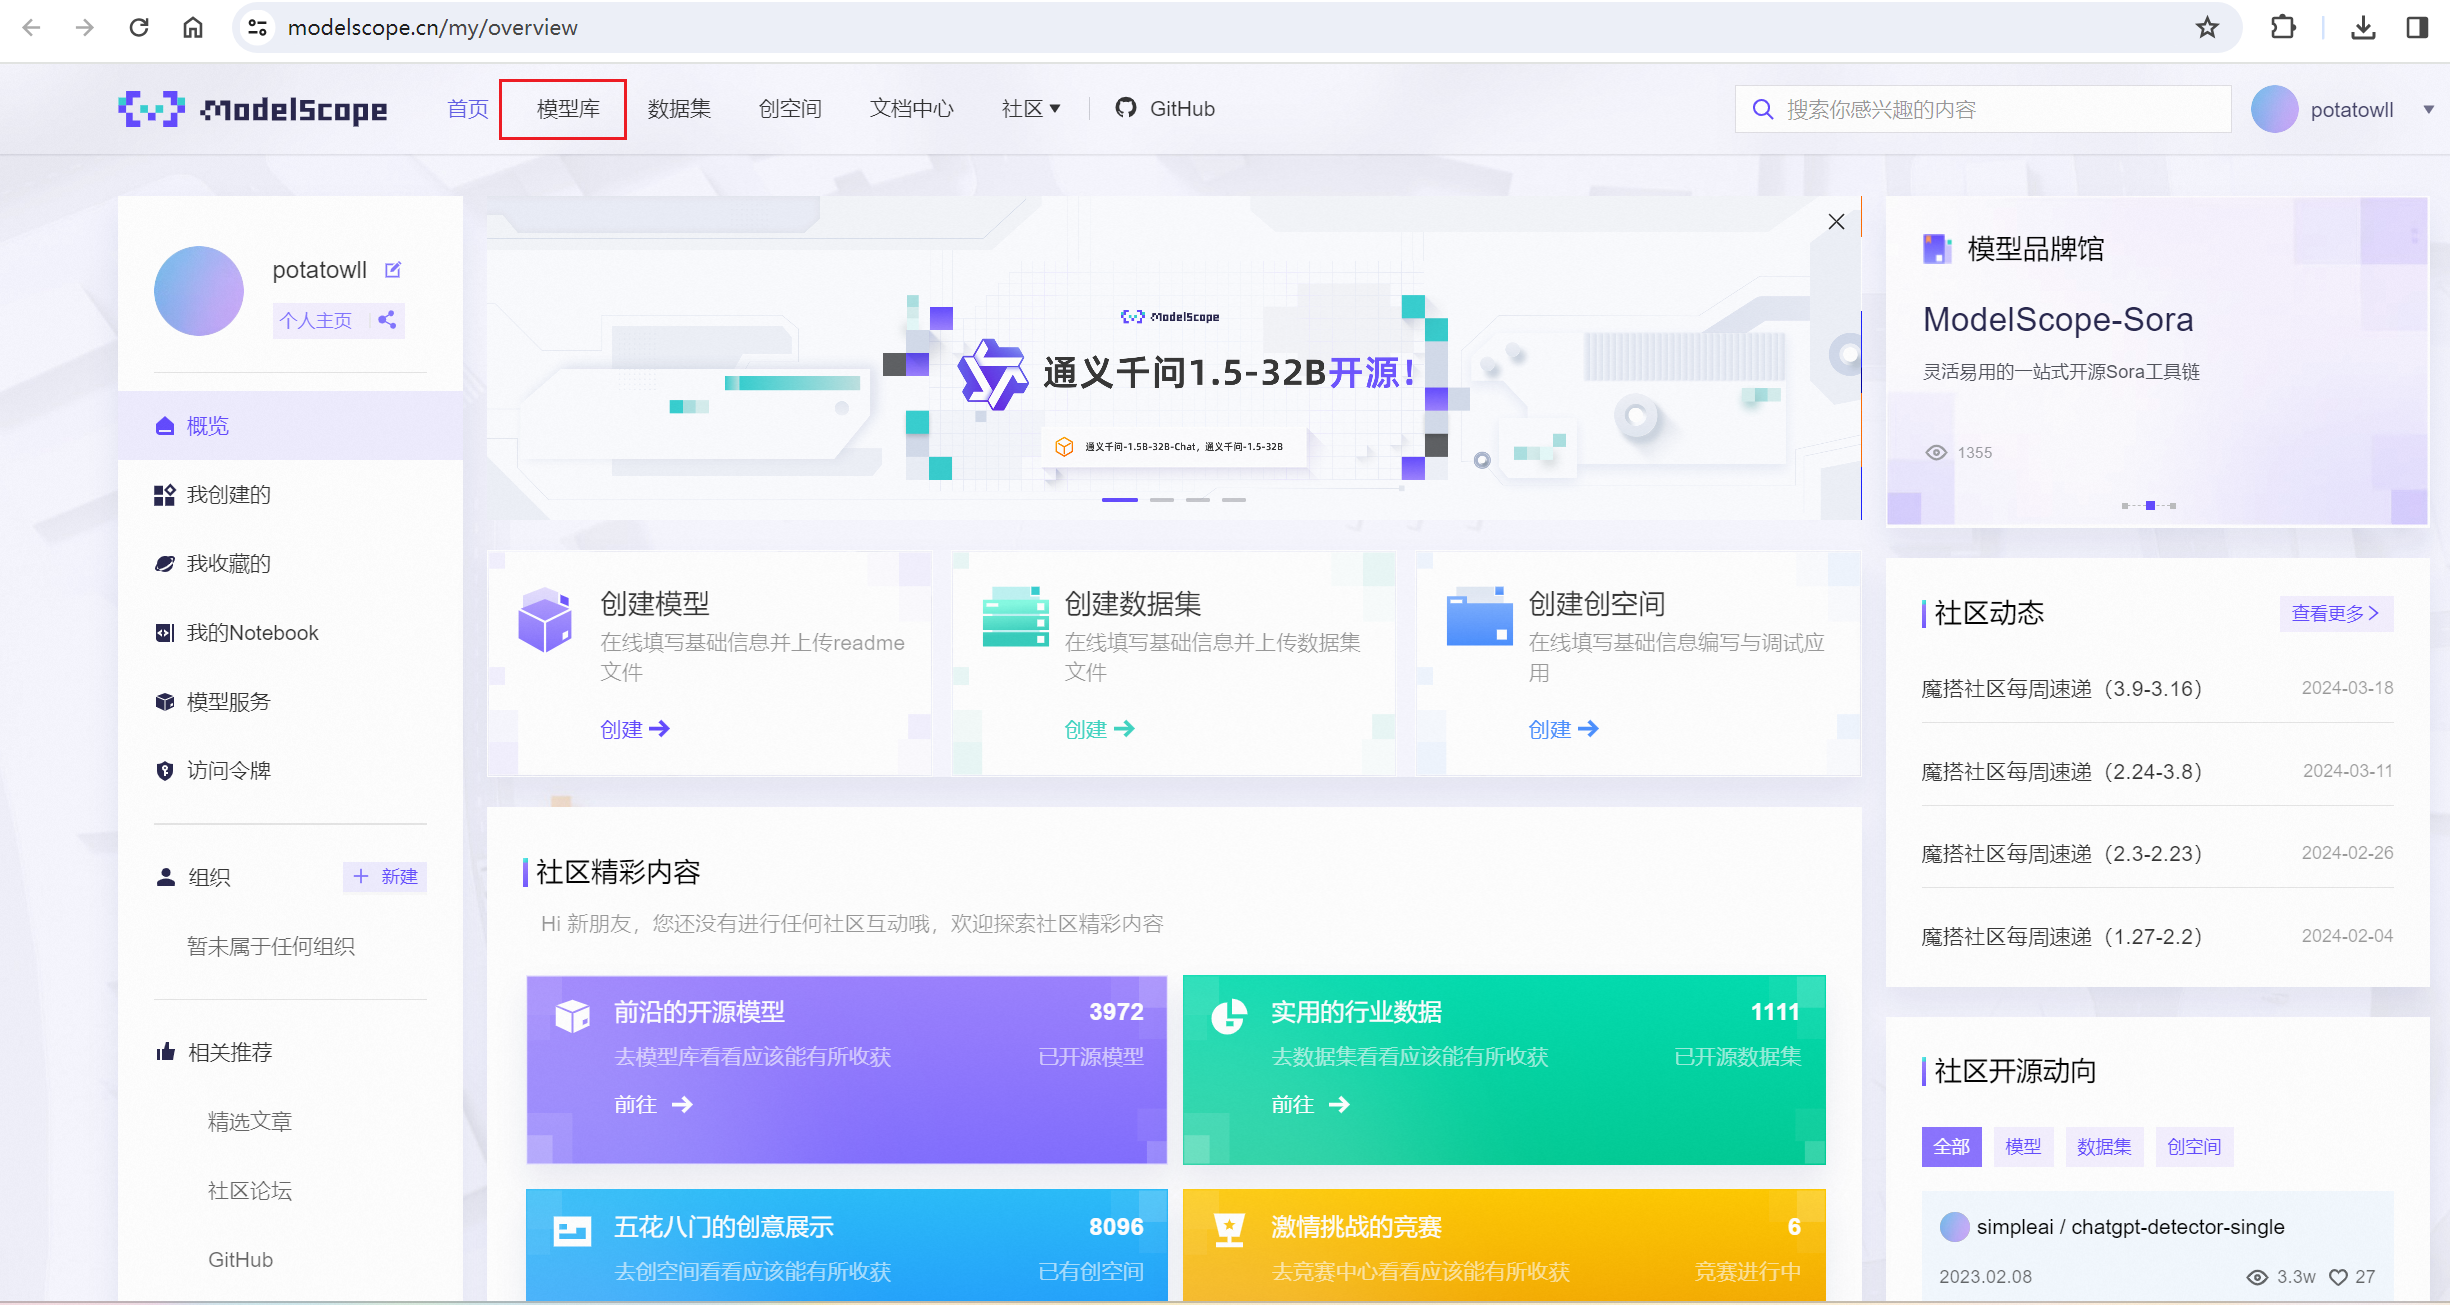 modelscope.cn/my/overview
ModelScope
首页
模型库
数据集
创空间
文档中心
社区
GitHub
搜索你感兴趣的内容
potatowll
potatowll
个人主页
概览
我创建的
我收藏的
我的Notebook
模型服务
访问令牌
组织
新建
暂未属于任何组织
相关推荐
精选文章
社区论坛
GitHub
ModelScope
通义千问1.5-32B开源!
通义千问-1.5B-32B-Chat，通义千问-1.5-32B
创建模型
在线填写基础信息并上传readme
文件
创建
创建数据集
在线填写基础信息并上传数据集
文件
创建
创建创空间
在线填写基础信息编写与调试应
用
创建
社区精彩内容
Hi 新朋友，您还没有进行任何社区互动哦，欢迎探索社区精彩内容
前沿的开源模型
3972
去模型库看看应该能有所收获
已开源模型
前往
实用的行业数据
1111
去数据集看看应该能有所收获
已开源数据集
前往
五花八门的创意展示
8096
去创空间看看应该能有所收获
已有创空间
激情挑战的竞赛
6
去竞赛中心看看应该能有所收获
竞赛进行中
模型品牌馆
ModelScope-Sora
灵活易用的一站式开源Sora工具链
1355
社区动态
查看更多
魔搭社区每周速递（3.9-3.16）
2024-03-18
魔搭社区每周速递（2.24-3.8）
2024-03-11
魔搭社区每周速递（2.3-2.23）
2024-02-26
魔搭社区每周速递（1.27-2.2）
2024-02-04
社区开源动向
全部
模型
数据集
创空间
simpleai / chatgpt-detector-single
2023.02.08
3.3w
27